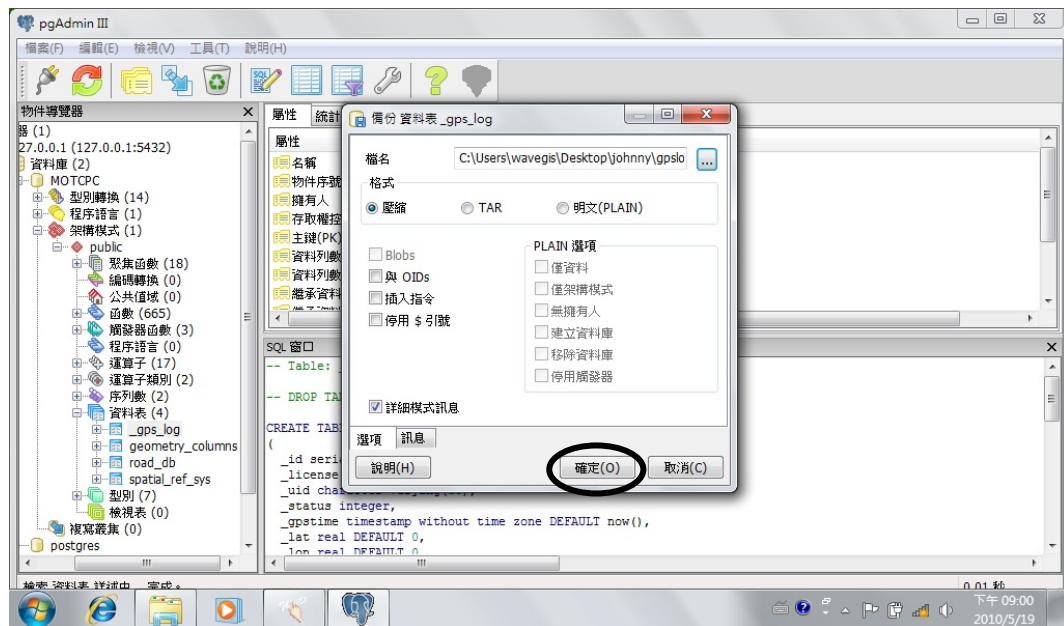 pgAdmin III
檔案(F) 編輯(E) 檢視(V) 工具(T) 說明(H)
SQL
物件導覽器
器 (1)
27.0.0.1 (127.0.0.1:5432)
資料庫 (2)
MOTCPC
型別轉換 (14)
程序語言 (1)
架構模式 (1)
public
聚集函數 (18)
編碼轉換 (0)
公共值域 (0)
函數 (665)
觸發器函數 (3)
程序語言 (0)
運算子 (17)
運算子類別 (2)
序列數 (2)
資料表 (4)
_gps_log
geometry_columns
road_db
spatial_ref_sys
型別 (7)
檢視表 (0)
複寫叢集 (0)
postgres
屬性 統計
屬性
名稱
物件序號
擁有人
存取權控
主鍵(PK)
資料列數
資料列數
繼承資料
SQL 窗口
-- Table:
-- DROP TA
CREATE TAB
(
_id seri
_license
_status integer,
_gpstime timestamp without time zone DEFAULT now(),
_lat real DEFAULT 0,
_lon real DEFAULT 0
備份 資料表 _gps_log
檔名 C:\Users\wavegis\Desktop\johnny\gpslo ...
格式
壓縮 TAR 明文(PLAIN)
Blobs
與 OIDs
插入指令
停用 $ 引號
PLAIN 選項
僅資料
僅架構模式
無擁有人
建立資料庫
移除資料庫
停用觸發器
詳細模式訊息
選項 訊息
說明(H) 確定(O) 取消(C)
檢索 資料表 詳述中... 完成。
0.01 秒
下午 09:00
2010/5/19